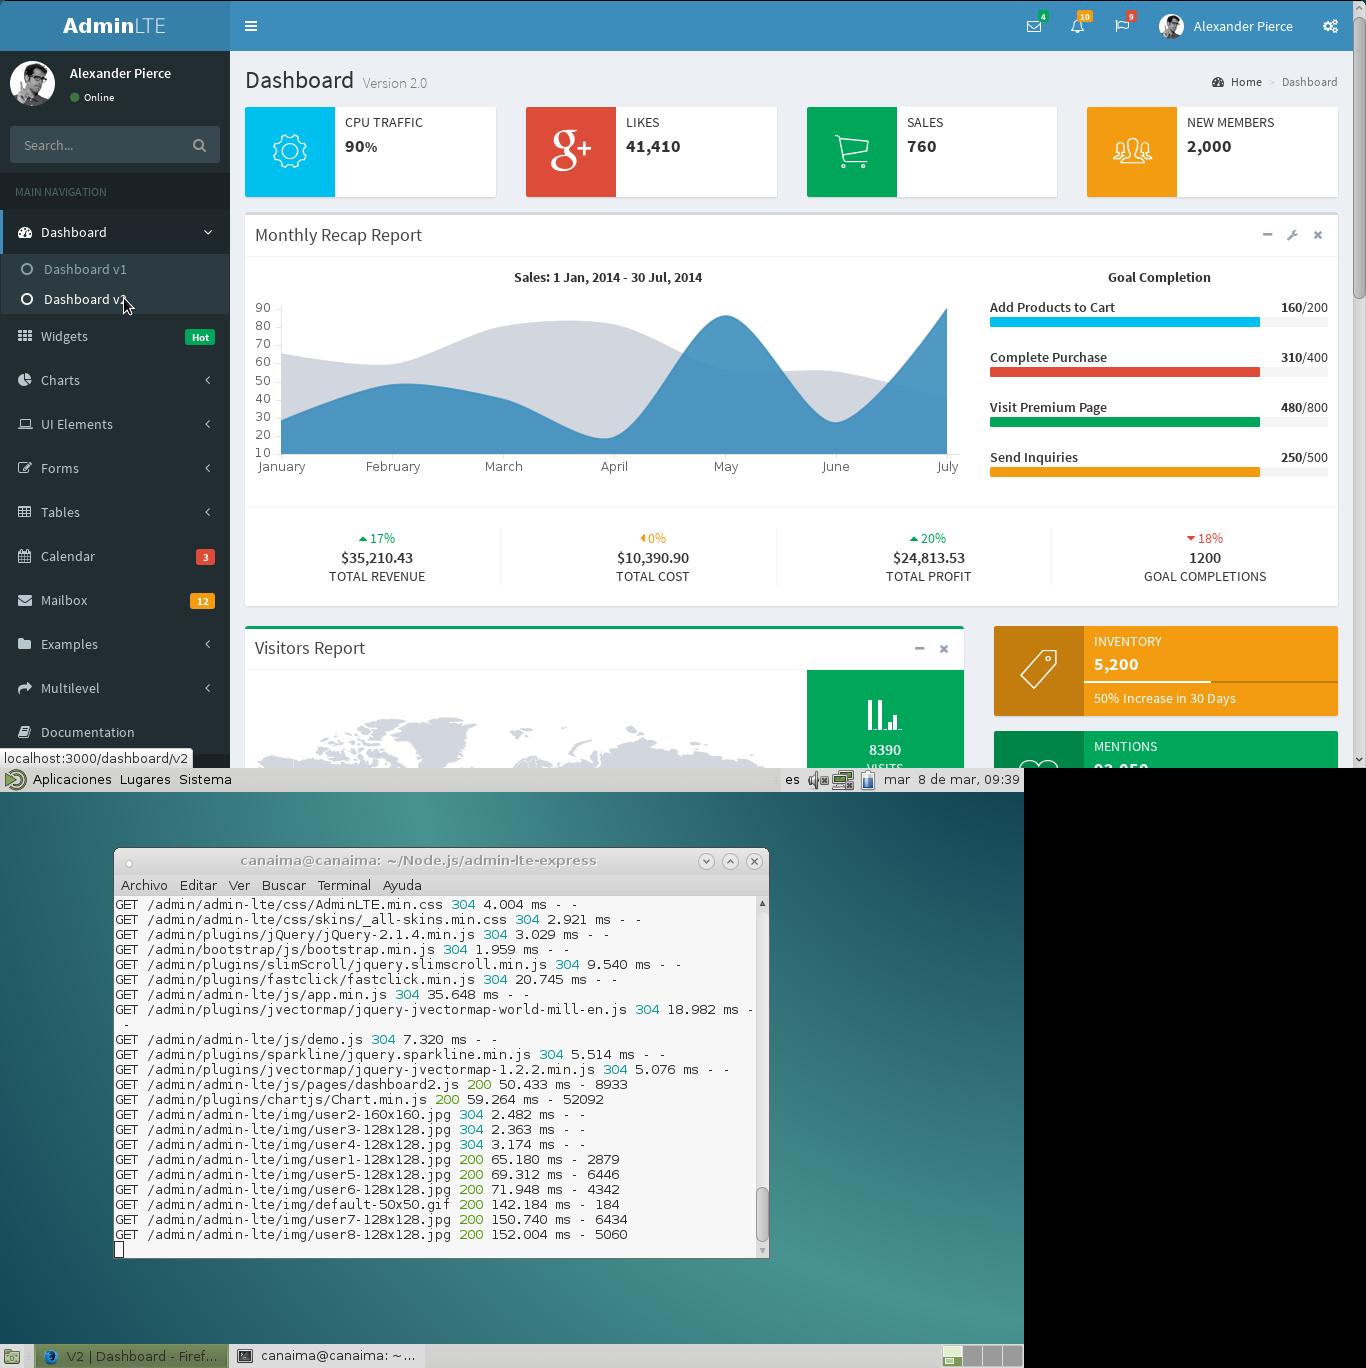 AdminLTE
4
10
9
Alexander Pierce
Alexander Pierce
Online
Search...
MAIN NAVIGATION
Dashboard
Dashboard v1
Dashboard v2
Widgets Hot
Charts
UI Elements
Forms
Tables
Calendar 3
Mailbox 12
Examples
Multilevel
Documentation
localhost:3000/dashboard/v2
Dashboard Version 2.0
Home > Dashboard
CPU TRAFFIC
90%
g+
LIKES
41,410
SALES
760
NEW MEMBERS
2,000
Monthly Recap Report
Sales: 1 Jan, 2014 - 30 Jul, 2014
90
80
70
60
50
40
30
20
10
January February March April May June July
Goal Completion
Add Products to Cart 160/200
Complete Purchase 310/400
Visit Premium Page 480/800
Send Inquiries 250/500
17%
$35,210.43
TOTAL REVENUE
0%
$10,390.90
TOTAL COST
20%
$24,813.53
TOTAL PROFIT
18%
1200
GOAL COMPLETIONS
Visitors Report
8390
VISITS
INVENTORY
5,200
50% Increase in 30 Days
MENTIONS
Aplicaciones Lugares Sistema
es mar 8 de mar, 09:39
canaima@canaima: ~/Node.js/admin-lte-express
Archivo Editar Ver Buscar Terminal Ayuda
GET /admin/admin-lte/css/AdminLTE.min.css 304 4.004 ms - -
GET /admin/admin-lte/css/skins/_all-skins.min.css 304 2.921 ms - -
GET /admin/plugins/jQuery/jQuery-2.1.4.min.js 304 3.029 ms - -
GET /admin/bootstrap/js/bootstrap.min.js 304 1.959 ms - -
GET /admin/plugins/slimScroll/jquery.slimscroll.min.js 304 9.540 ms - -
GET /admin/plugins/fastclick/fastclick.min.js 304 20.745 ms - -
GET /admin/admin-lte/js/app.min.js 304 35.648 ms - -
GET /admin/plugins/jvectormap/jquery-jvectormap-world-mill-en.js 304 18.982 ms -
-
GET /admin/admin-lte/js/demo.js 304 7.320 ms - -
GET /admin/plugins/sparkline/jquery.sparkline.min.js 304 5.514 ms - -
GET /admin/plugins/jvectormap/jquery-jvectormap-1.2.2.min.js 304 5.076 ms - -
GET /admin/admin-lte/js/pages/dashboard2.js 200 50.433 ms - 8933
GET /admin/plugins/chartjs/Chart.min.js 200 59.264 ms - 52092
GET /admin/admin-lte/img/user2-160x160.jpg 304 2.482 ms - -
GET /admin/admin-lte/img/user3-128x128.jpg 304 2.363 ms - -
GET /admin/admin-lte/img/user4-128x128.jpg 304 3.174 ms - -
GET /admin/admin-lte/img/user1-128x128.jpg 200 65.180 ms - 2879
GET /admin/admin-lte/img/user5-128x128.jpg 200 69.312 ms - 6446
GET /admin/admin-lte/img/user6-128x128.jpg 200 71.948 ms - 4342
GET /admin/admin-lte/img/default-50x50.gif 200 142.184 ms - 184
GET /admin/admin-lte/img/user7-128x128.jpg 200 150.740 ms - 6434
GET /admin/admin-lte/img/user8-128x128.jpg 200 152.004 ms - 5060
V2 | Dashboard - Firef...
canaima@canaima: ~...